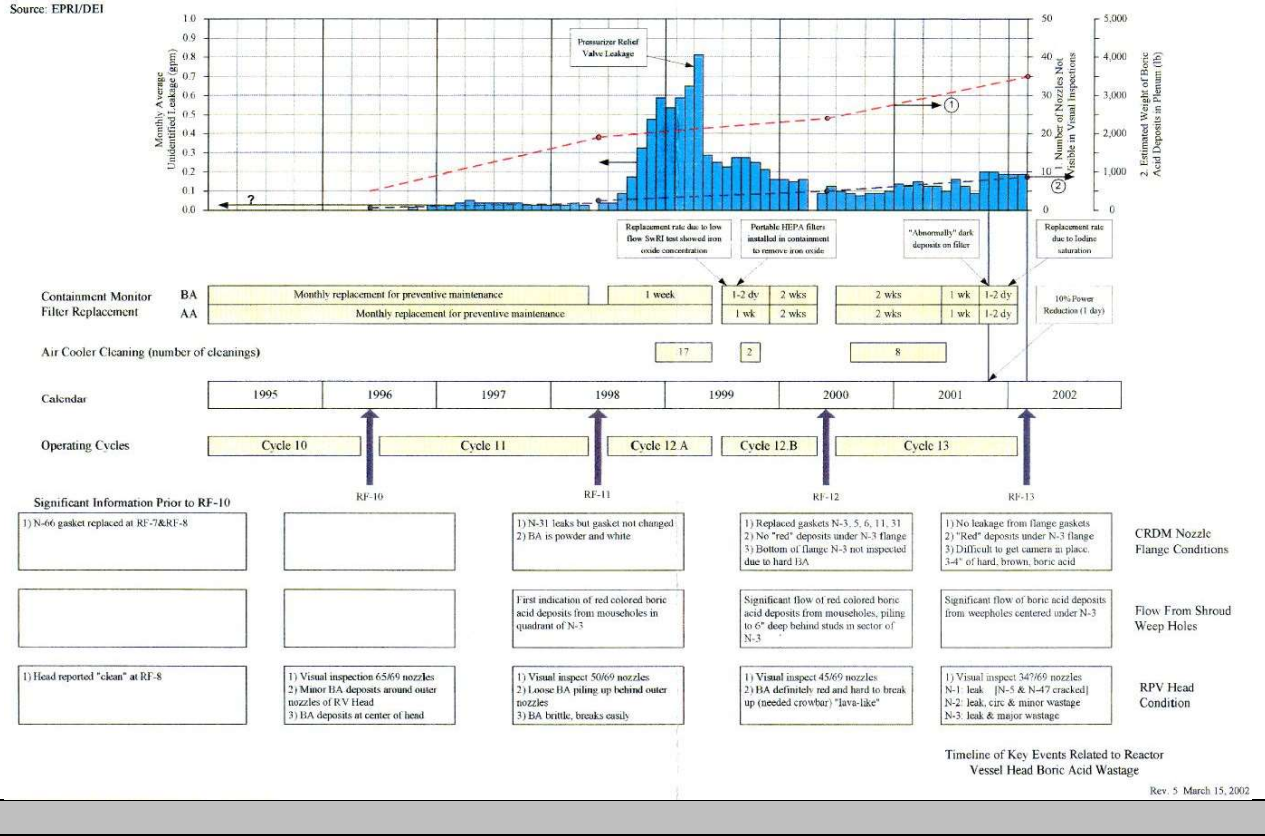 Source: EPRI/DEI
Monthly Average
Unidentified Leakage (gpm)
1.0
0.9
0.8
0.7
0.6
0.5
0.4
0.3
0.2
0.1
0.0
?
Pressurizer Relief
Valve Leakage
1
2
50
40
30
20
10
0
1. Number of Nozzles Not
Visible in Visual Inspections
5,000
4,000
3,000
2,000
1,000
0
2. Estimated Weight of Boric
Acid Deposits in Plenum (lb)
Replacement rate due to low
flow SwRI test showed iron
oxide concentration
Portable HEPA filters
installed in containment
to remove iron oxide
"Abnormally" dark
deposits on filter
Replacement rate
due to Iodine
saturation
Containment Monitor
Filter Replacement
BA
Monthly replacement for preventive maintenance
1 week
1-2 dy
2 wks
2 wks
1 wk
1-2 dy
AA
Monthly replacement for preventive maintenance
1 wk
2 wks
2 wks
1 wk
1-2 dy
10% Power
Reduction (1 day)
Air Cooler Cleaning (number of cleanings)
17
2
8
Calendar
1995
1996
1997
1998
1999
2000
2001
2002
Operating Cycles
Cycle 10
Cycle 11
Cycle 12 A
Cycle 12.B
Cycle 13
RF-10
RF-11
RF-12
RF-13
Significant Information Prior to RF-10
1) N-66 gasket replaced at RF-7&RF-8
1) N-31 leaks but gasket not changed
2) BA is powder and white
1) Replaced gaskets N-3, 5, 6, 11, 31
2) No "red" deposits under N-3 flange
3) Bottom of flange N-3 not inspected
due to hard BA
1) No leakage from flange gaskets
2) "Red" deposits under N-3 flange
3) Difficult to get camera in place.
3-4" of hard, brown, boric acid
CRDM Nozzle
Flange Conditions
First indication of red colored boric
acid deposits from mouseholes in
quadrant of N-3
Significant flow of red colored boric
acid deposits from mouseholes, piling
to 6" deep behind studs in sector of
N-3
Significant flow of boric acid deposits
from weepholes centered under N-3
Flow From Shroud
Weep Holes
1) Head reported "clean" at RF-8
1) Visual inspection 65/69 nozzles
2) Minor BA deposits around outer
nozzles of RV Head
3) BA deposits at center of head
1) Visual inspect 50/69 nozzles
2) Loose BA piling up behind outer
nozzles
3) BA brittle, breaks easily
1) Visual inspect 45/69 nozzles
2) BA definitely red and hard to break
up (needed crowbar) "lava-like"
1) Visual inspect 34?/69 nozzles
N-1: leak [N-5 & N-47 cracked]
N-2: leak, circ & minor wastage
N-3: leak & major wastage
RPV Head
Condition
Timeline of Key Events Related to Reactor
Vessel Head Boric Acid Wastage
Rev. 5 March 15, 2002